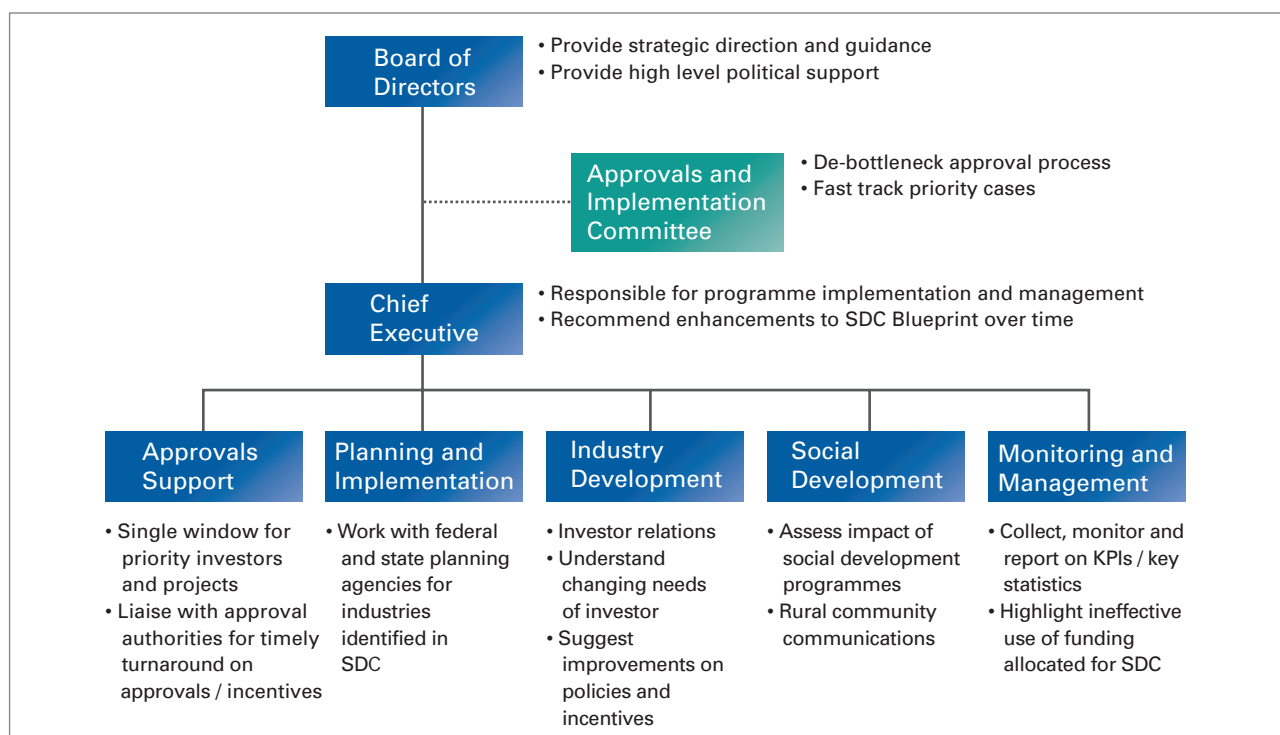 Board of
Directors
• Provide strategic direction and guidance
• Provide high level political support
Approvals and
Implementation
Committee
• De-bottleneck approval process
• Fast track priority cases
Chief
Executive
• Responsible for programme implementation and management
• Recommend enhancements to SDC Blueprint over time
Approvals
Support
• Single window for
priority investors
and projects
• Liaise with approval
authorities for timely
turnaround on
approvals / incentives
Planning and
Implementation
• Work with federal
and state planning
agencies for
industries
identified in
SDC
Industry
Development
• Investor relations
• Understand
changing needs
of investor
• Suggest
improvements on
policies and
incentives
Social
Development
• Assess impact of
social development
programmes
• Rural community
communications
Monitoring and
Management
• Collect, monitor and
report on KPIs / key
statistics
• Highlight ineffective
use of funding
allocated for SDC